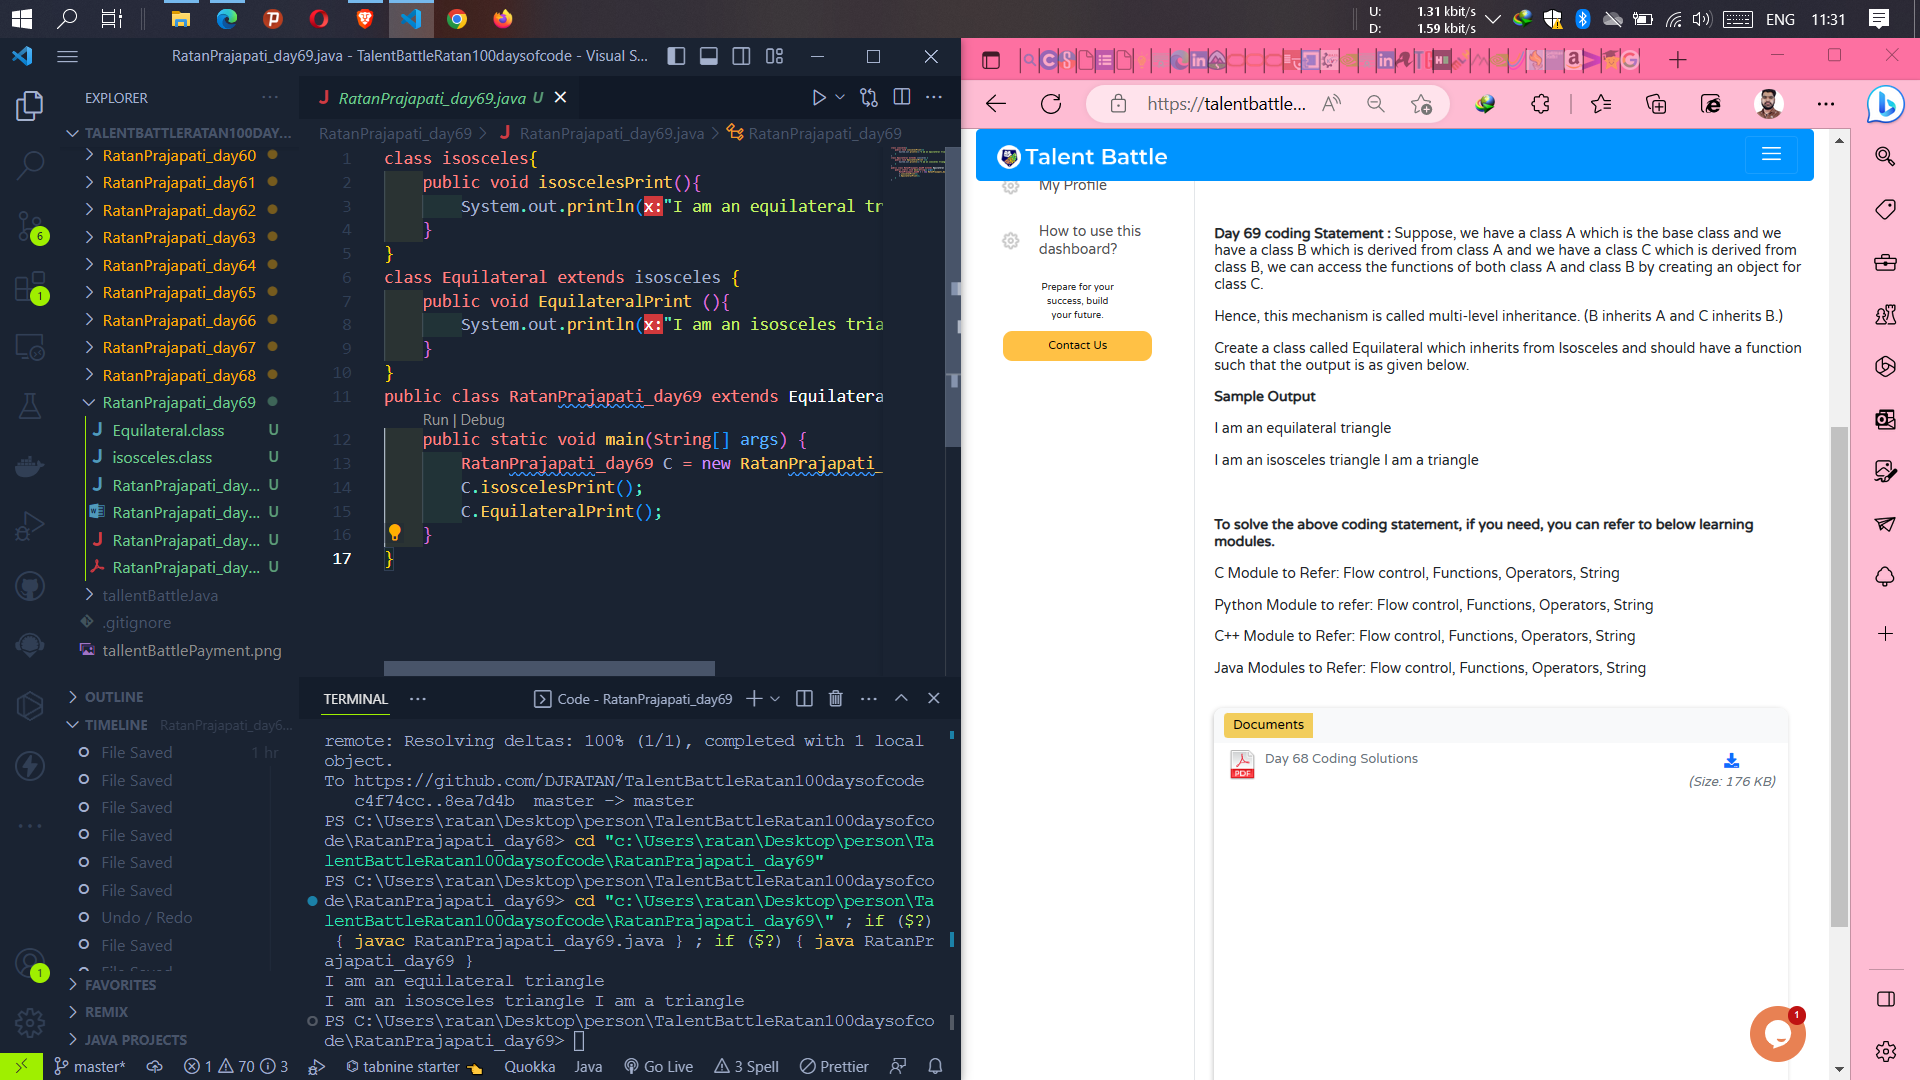 U: 1.31 kbit/s
D: 1.59 kbit/s
ENG 11:31
RatanPrajapati_day69.java - TalentBattleRatan100daysofcode - Visual S...
EXPLORER
TALENTBATTLERATAN100DAY...
RatanPrajapati_day60
RatanPrajapati_day61
RatanPrajapati_day62
RatanPrajapati_day63
RatanPrajapati_day64
RatanPrajapati_day65
RatanPrajapati_day66
RatanPrajapati_day67
RatanPrajapati_day68
RatanPrajapati_day69
Equilateral.class U
isosceles.class U
RatanPrajapati_day... U
RatanPrajapati_day... U
RatanPrajapati_day... U
RatanPrajapati_day... U
tallentBattleJava
.gitignore
tallentBattlePayment.png
OUTLINE
TIMELINE RatanPrajapati_day6...
File Saved 1 hr
File Saved
File Saved
File Saved
File Saved
File Saved
Undo / Redo
File Saved
File Saved
FAVORITES
REMIX
JAVA PROJECTS
6
1
1
RatanPrajapati_day69.java U
RatanPrajapati_day69 > RatanPrajapati_day69.java > RatanPrajapati_day69
1 class isosceles{
2 public void isoscelesPrint(){
3 System.out.println(x:"I am an equilateral tr
4 }
5 }
6 class Equilateral extends isosceles {
7 public void EquilateralPrint (){
8 System.out.println(x:"I am an isosceles tria
9 }
10 }
11 public class RatanPrajapati_day69 extends Equilatera
Run | Debug
12 public static void main(String[] args) {
13 RatanPrajapati_day69 C = new RatanPrajapati_
14 C.isoscelesPrint();
15 C.EquilateralPrint();
16 }
17 }
TERMINAL
Code - RatanPrajapati_day69
remote: Resolving deltas: 100% (1/1), completed with 1 local
object.
To https://github.com/DJRATAN/TalentBattleRatan100daysofcode
c4f74cc..8ea7d4b master -> master
PS C:\Users\ratan\Desktop\person\TalentBattleRatan100daysofco
de\RatanPrajapati_day68> cd "c:\Users\ratan\Desktop\person\Ta
lentBattleRatan100daysofcode\RatanPrajapati_day69"
PS C:\Users\ratan\Desktop\person\TalentBattleRatan100daysofco
de\RatanPrajapati_day69> cd "c:\Users\ratan\Desktop\person\Ta
lentBattleRatan100daysofcode\RatanPrajapati_day69\" ; if ($?)
{ javac RatanPrajapati_day69.java } ; if ($?) { java RatanPr
ajapati_day69 }
I am an equilateral triangle
I am an isosceles triangle I am a triangle
PS C:\Users\ratan\Desktop\person\TalentBattleRatan100daysofco
de\RatanPrajapati_day69>
master* 1 70 3 tabnine starter Quokka Java Go Live 3 Spell Prettier
https://talentbattle...
Talent Battle
My Profile
How to use this
dashboard?
Prepare for your
success, build
your future.
Contact Us
Day 69 coding Statement : Suppose, we have a class A which is the base class and we
have a class B which is derived from class A and we have a class C which is derived from
class B, we can access the functions of both class A and class B by creating an object for
class C.
Hence, this mechanism is called multi-level inheritance. (B inherits A and C inherits B.)
Create a class called Equilateral which inherits from Isosceles and should have a function
such that the output is as given below.
Sample Output
I am an equilateral triangle
I am an isosceles triangle I am a triangle
To solve the above coding statement, if you need, you can refer to below learning
modules.
C Module to Refer: Flow control, Functions, Operators, String
Python Module to refer: Flow control, Functions, Operators, String
C++ Module to Refer: Flow control, Functions, Operators, String
Java Modules to Refer: Flow control, Functions, Operators, String
Documents
PDF
Day 68 Coding Solutions
(Size: 176 KB)
1